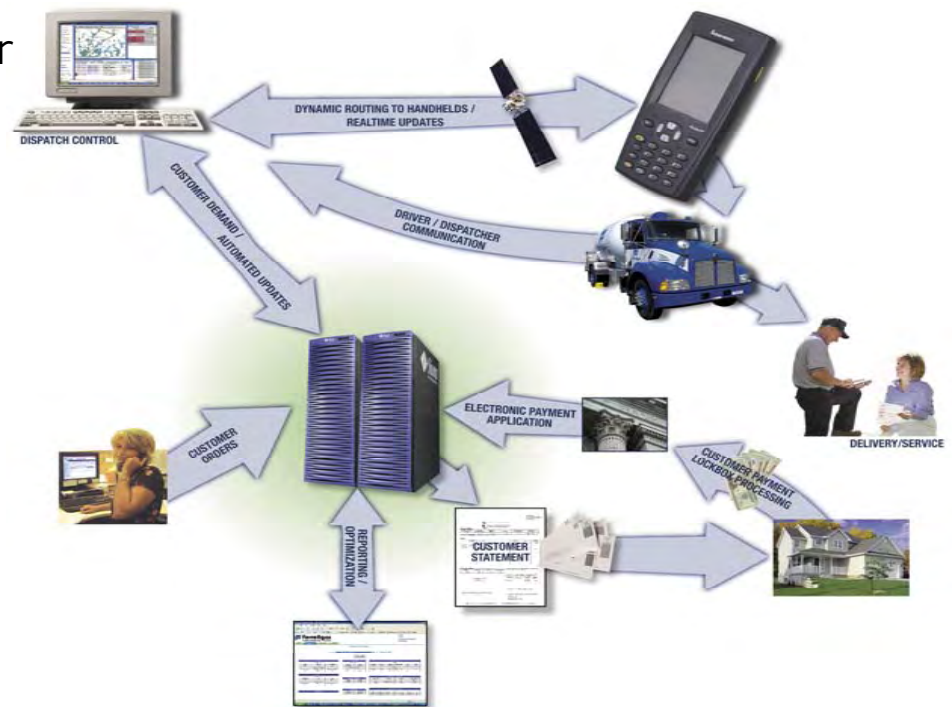 r
DISPATCH CONTROL
DYNAMIC ROUTING TO HANDHELDS /
REALTIME UPDATES
CUSTOMER DEMAND /
AUTOMATED UPDATES
DRIVER / DISPATCHER
COMMUNICATION
DELIVERY/SERVICE
CUSTOMER
ORDERS
ELECTRONIC PAYMENT
APPLICATION
CUSTOMER PAYMENT
LOCKBOX PROCESSING
REPORTING /
OPTIMIZATION
CUSTOMER
STATEMENT